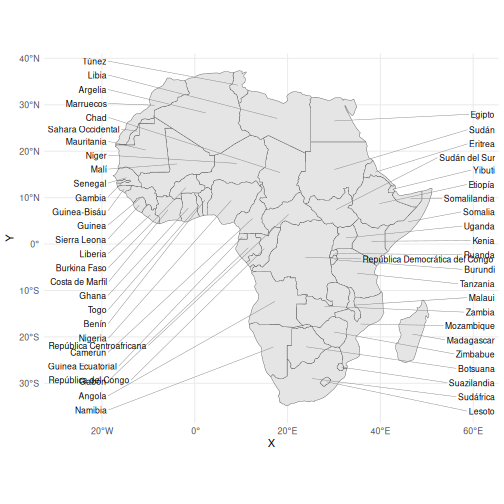 40°N
30°N
20°N
10°N
0°
10°S
20°S
30°S
Y
Túnez
Libia
Argelia
Marruecos
Chad
Sahara Occidental
Mauritania
Níger
Malí
Senegal
Gambia
Guinea-Bisáu
Guinea
Sierra Leona
Liberia
Burkina Faso
Costa de Marfil
Ghana
Togo
Benín
Nigeria
República Centroafricana
Camerún
Guinea Ecuatorial
República del Congo
Gabón
Angola
Namibia
Egipto
Sudán
Eritrea
Sudán del Sur
Yibuti
Etiopía
Somalilandia
Somalia
Uganda
Kenia
Ruanda
República Democrática del Congo
Burundi
Tanzania
Malaui
Zambia
Mozambique
Madagascar
Zimbabue
Botsuana
Suazilandia
Sudáfrica
Lesoto
20°W
0°
20°E
40°E
60°E
X